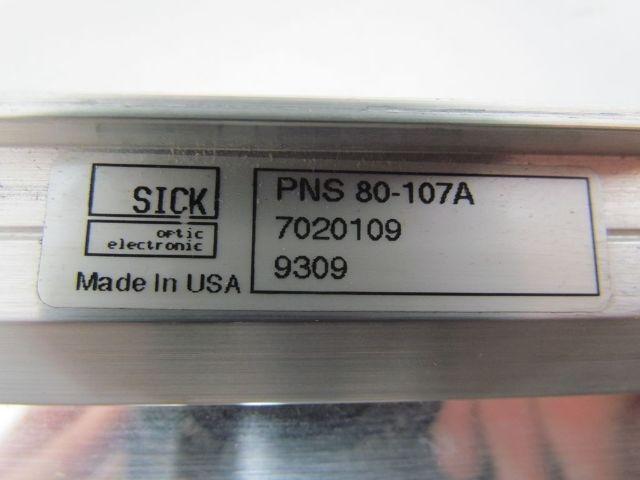 SICK
optic
electronic
Made In USA
PNS 80-107A
7020109
9309